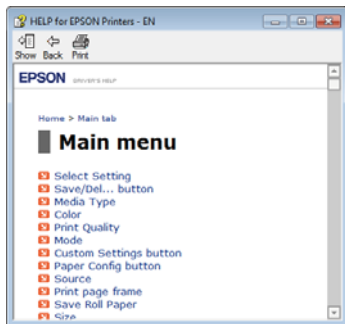 HELP for EPSON Printers - EN
Show Back Print
EPSON DRIVER'S HELP
Home > Main tab
Main menu
Select Setting
Save/Del... button
Media Type
Color
Print Quality
Mode
Custom Settings button
Paper Config button
Source
Print page frame
Save Roll Paper
Size